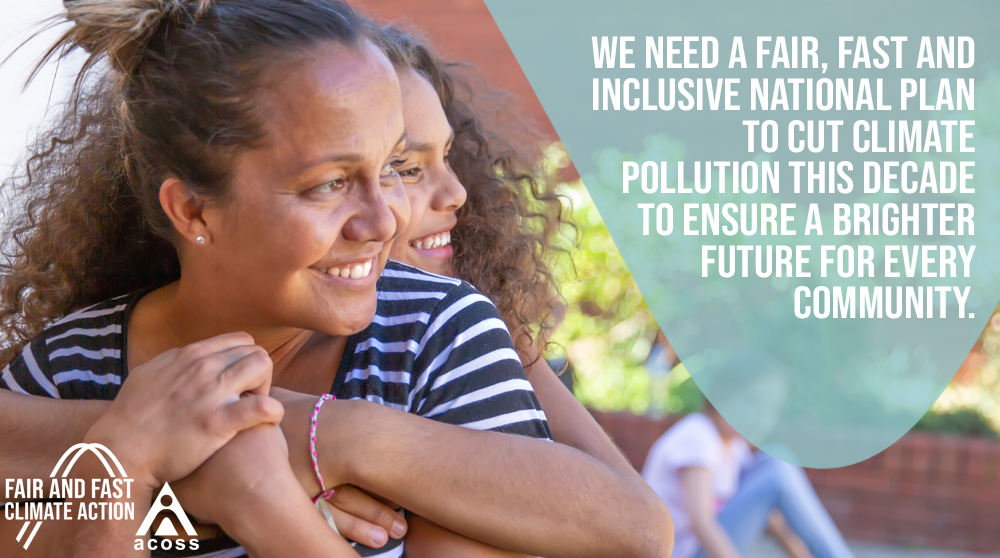 WE NEED A FAIR, FAST AND
INCLUSIVE NATIONAL PLAN
TO CUT CLIMATE
POLLUTION THIS DECADE
TO ENSURE A BRIGHTER
FUTURE FOR EVERY
COMMUNITY.
FAIR AND FAST
CLIMATE ACTION
acoss